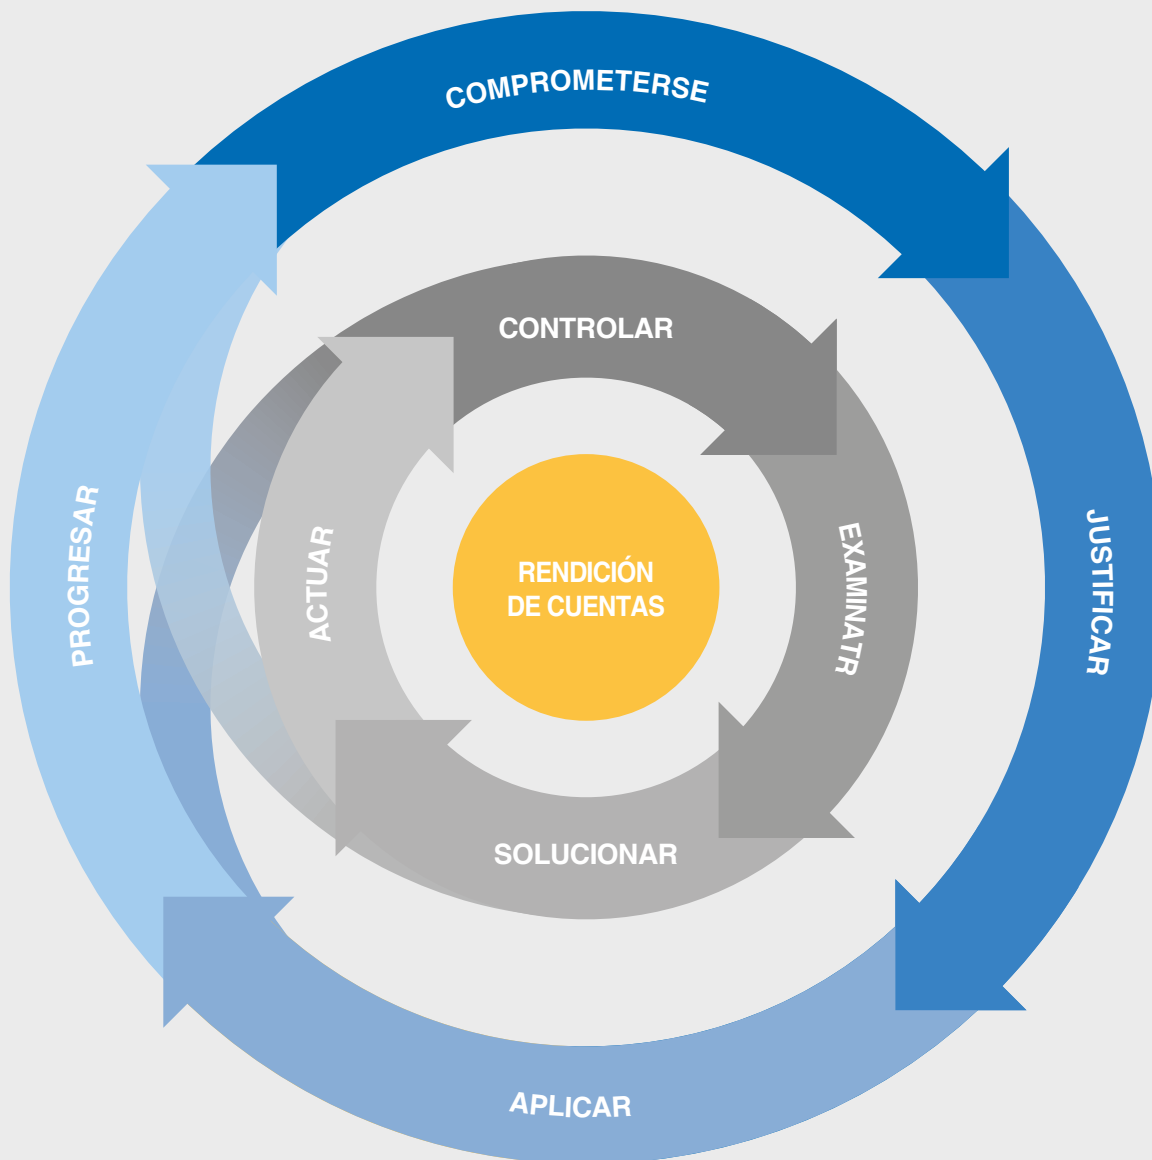 COMPROMETERSE
CONTROLAR
PROGRESAR
ACTUAR
RENDICIÓN
DE CUENTAS
EXAMINATR
JUSTIFICAR
SOLUCIONAR
APLICAR